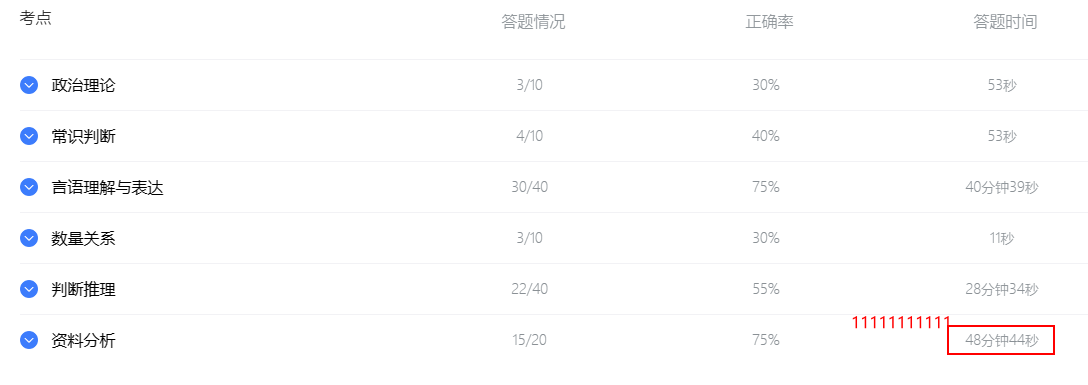 考点 答题情况 正确率 答题时间
政治理论 3/10 30% 53秒
常识判断 4/10 40% 53秒
言语理解与表达 30/40 75% 40分钟39秒
数量关系 3/10 30% 11秒
判断推理 22/40 55% 28分钟34秒
11111111111
资料分析 15/20 75% 48分钟44秒